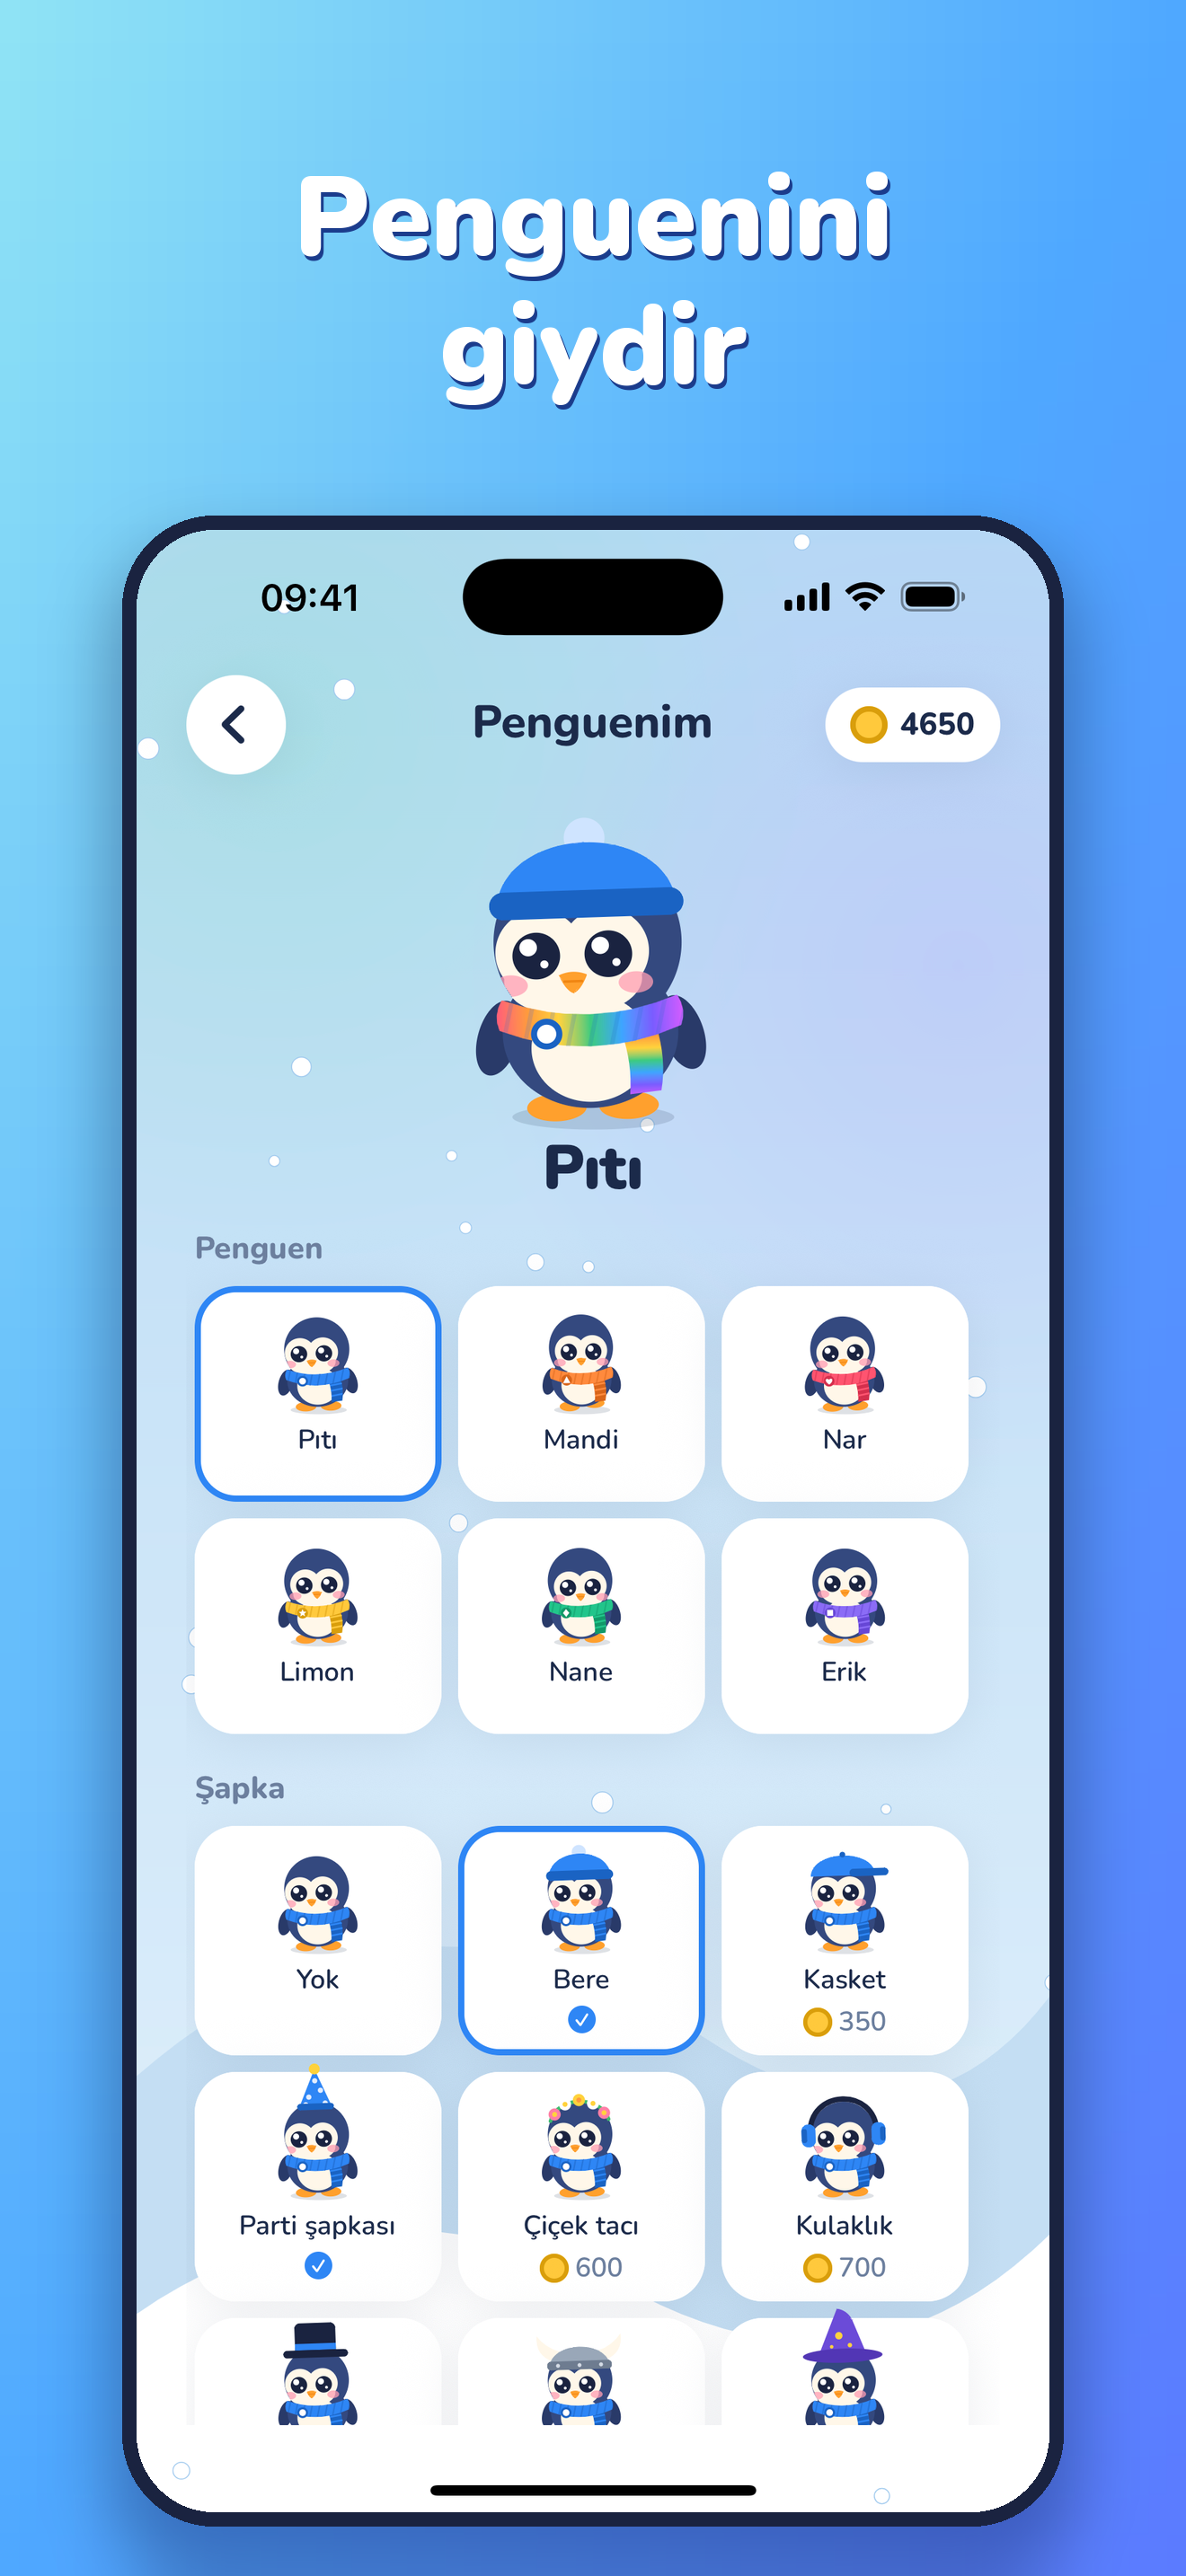 Penguenini
giydir
09:41
Penguenim
4650
Pıtı
Penguen
Pıtı
Mandi
Nar
Limon
Nane
Erik
Şapka
Yok
Bere
Kasket
350
Parti şapkası
Çiçek tacı
Kulaklık
600
700